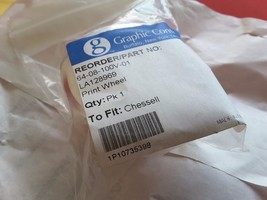 g
Graphic Con
REORDER/PART NO:
64-08-100V-01
LA128969
Print Wheel
Qty: Pk 1
To Fit: Chessell
1P10735398